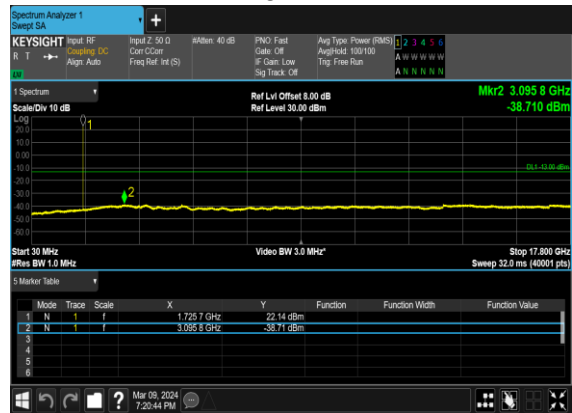 Spectrum Analyzer 1
Swept SA
+
KEYSIGHT Input: RF Input Z: 50 Ω #Atten: 40 dB PNO: Fast Avg Type: Power (RMS) 1 2 3 4 5 6
R T Coupling: DC Corr CCorr Gate: Off Avg|Hold: 100/100 A W W W W W
Align: Auto Freq Ref: Int (S) IF Gain: Low Trig: Free Run
Sig Track: Off A N N N N N
1 Spectrum Ref Lvl Offset 8.00 dB Mkr2 3.095 8 GHz
Scale/Div 10 dB Ref Level 30.00 dBm -38.710 dBm
Log
1
20.0
10.0
0.00
-10.0 DL1 -13.00 dBm
-20.0
-30.0 2
-40.0
-50.0
-60.0
Start 30 MHz Video BW 3.0 MHz* Stop 17.800 GHz
#Res BW 1.0 MHz Sweep 32.0 ms (40001 pts)
5 Marker Table
Mode Trace Scale X Y Function Function Width Function Value
1 N 1 f 1.725 7 GHz 22.14 dBm
2 N 1 f 3.095 8 GHz -38.71 dBm
3
4
5
6
? Mar 09, 2024
7:20:44 PM